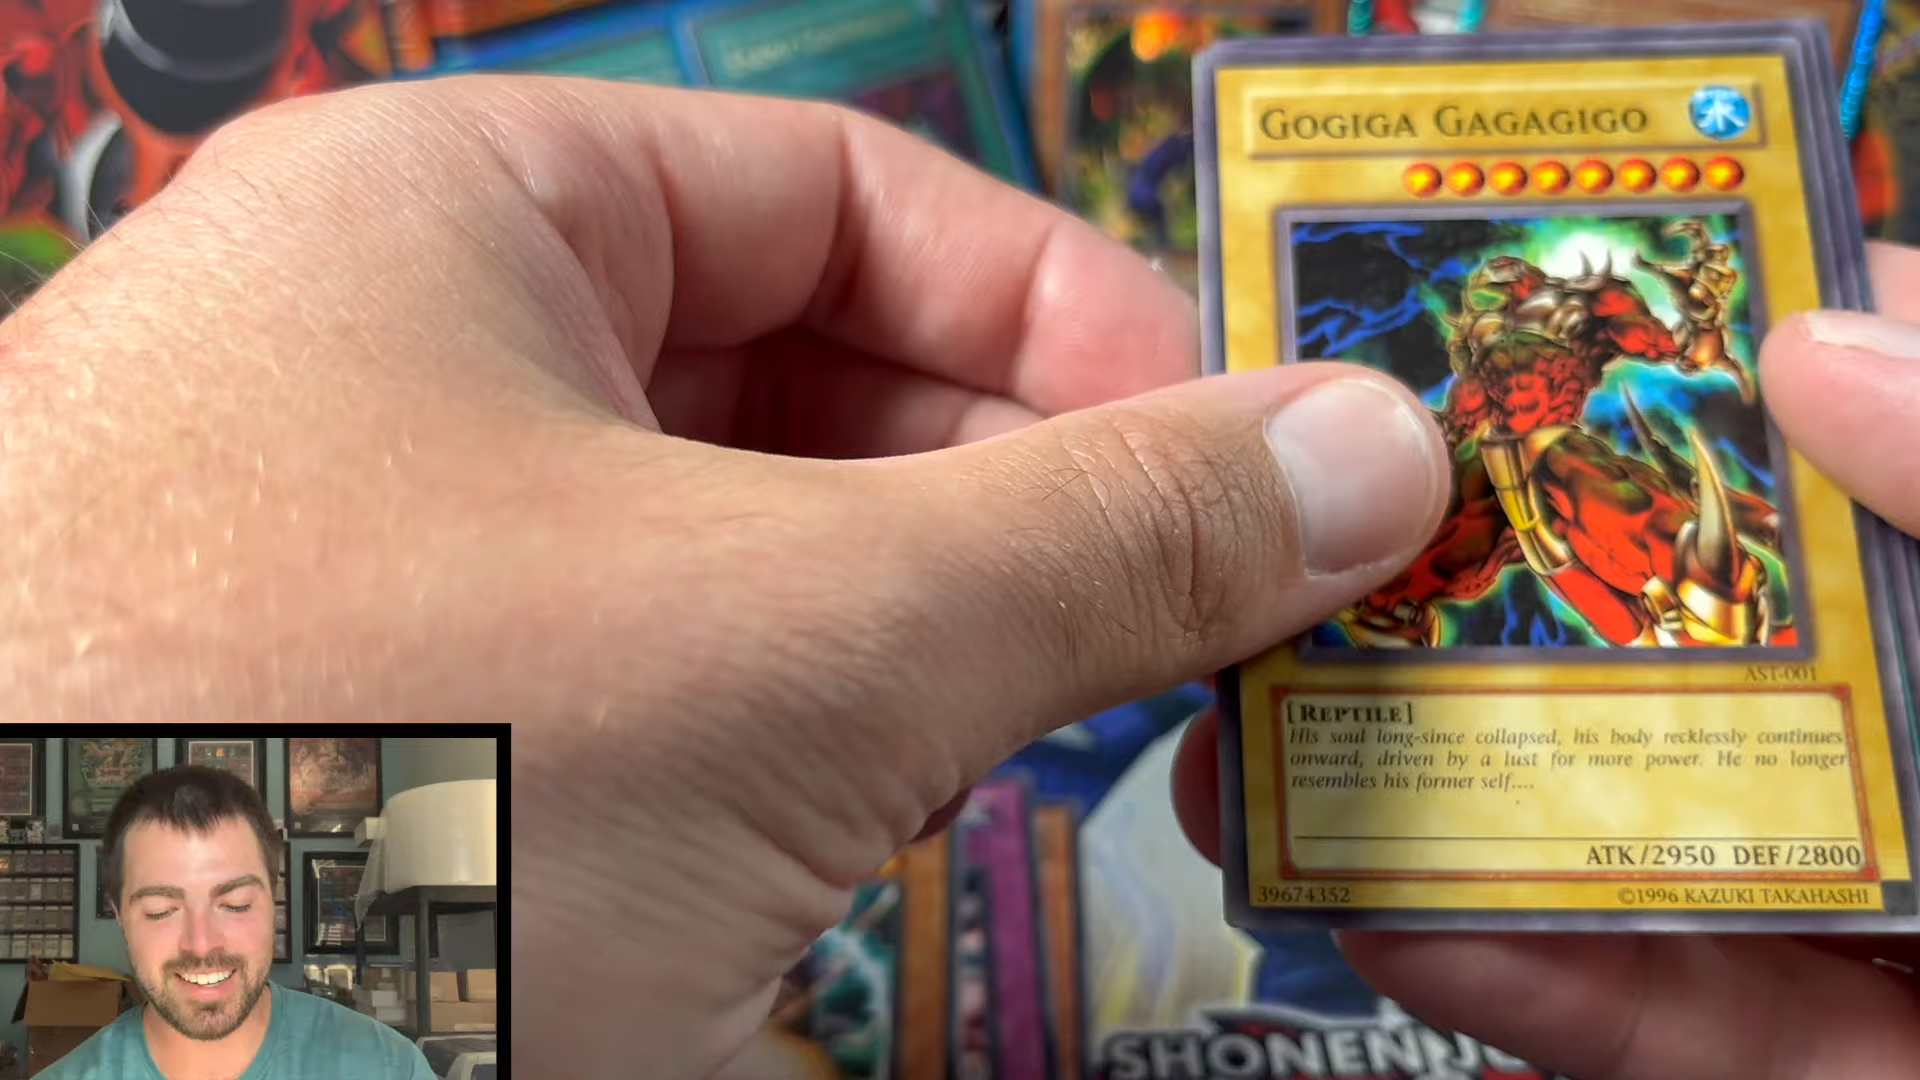 GOGIGA GAGAGIGO
水
AST-001
[REPTILE]
His soul long-since collapsed, his body recklessly continues
onward, driven by a lust for more power. He no longer
resembles his former self....
ATK/2950 DEF/2800
39674352
©1996 KAZUKI TAKAHASHI
SHONEN